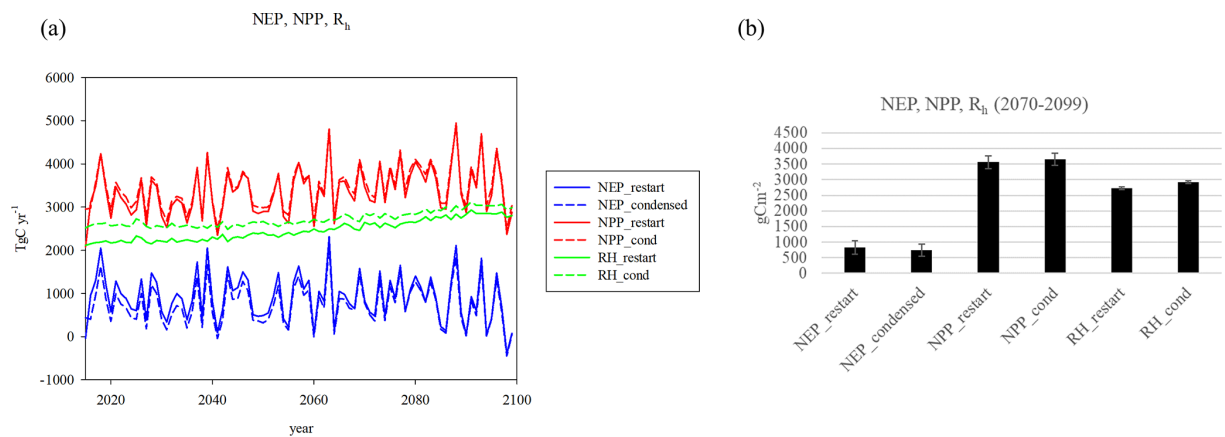 (a)
NEP, NPP, Rh
6000
5000
4000
3000
2000
1000
0
-1000
TgC yr-1
2020
2040
2060
2080
2100
year
NEP_restart
NEP_condensed
NPP_restart
NPP_cond
RH_restart
RH_cond
(b)
NEP, NPP, Rh (2070-2099)
4500
4000
3500
3000
2500
2000
1500
1000
500
0
gCm-2
NEP_restart
NEP_condensed
NPP_restart
NPP_cond
RH_restart
RH_cond